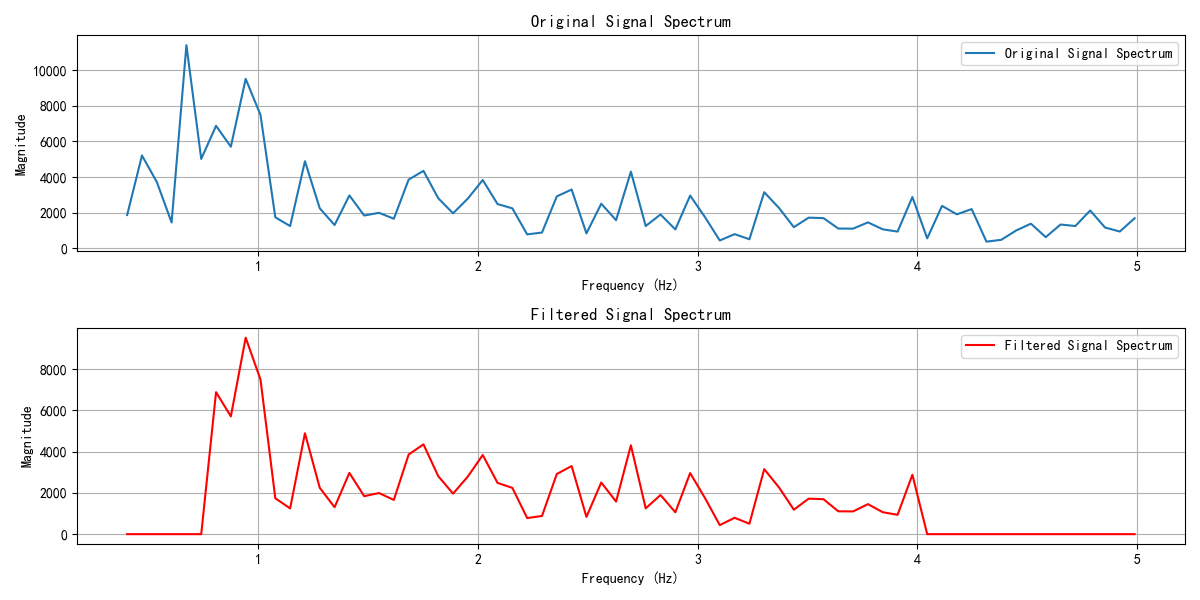 Original Signal Spectrum
Original Signal Spectrum
Magnitude
10000
8000
6000
4000
2000
0
1
2
3
4
5
Frequency (Hz)
Filtered Signal Spectrum
Filtered Signal Spectrum
Magnitude
8000
6000
4000
2000
0
1
2
3
4
5
Frequency (Hz)